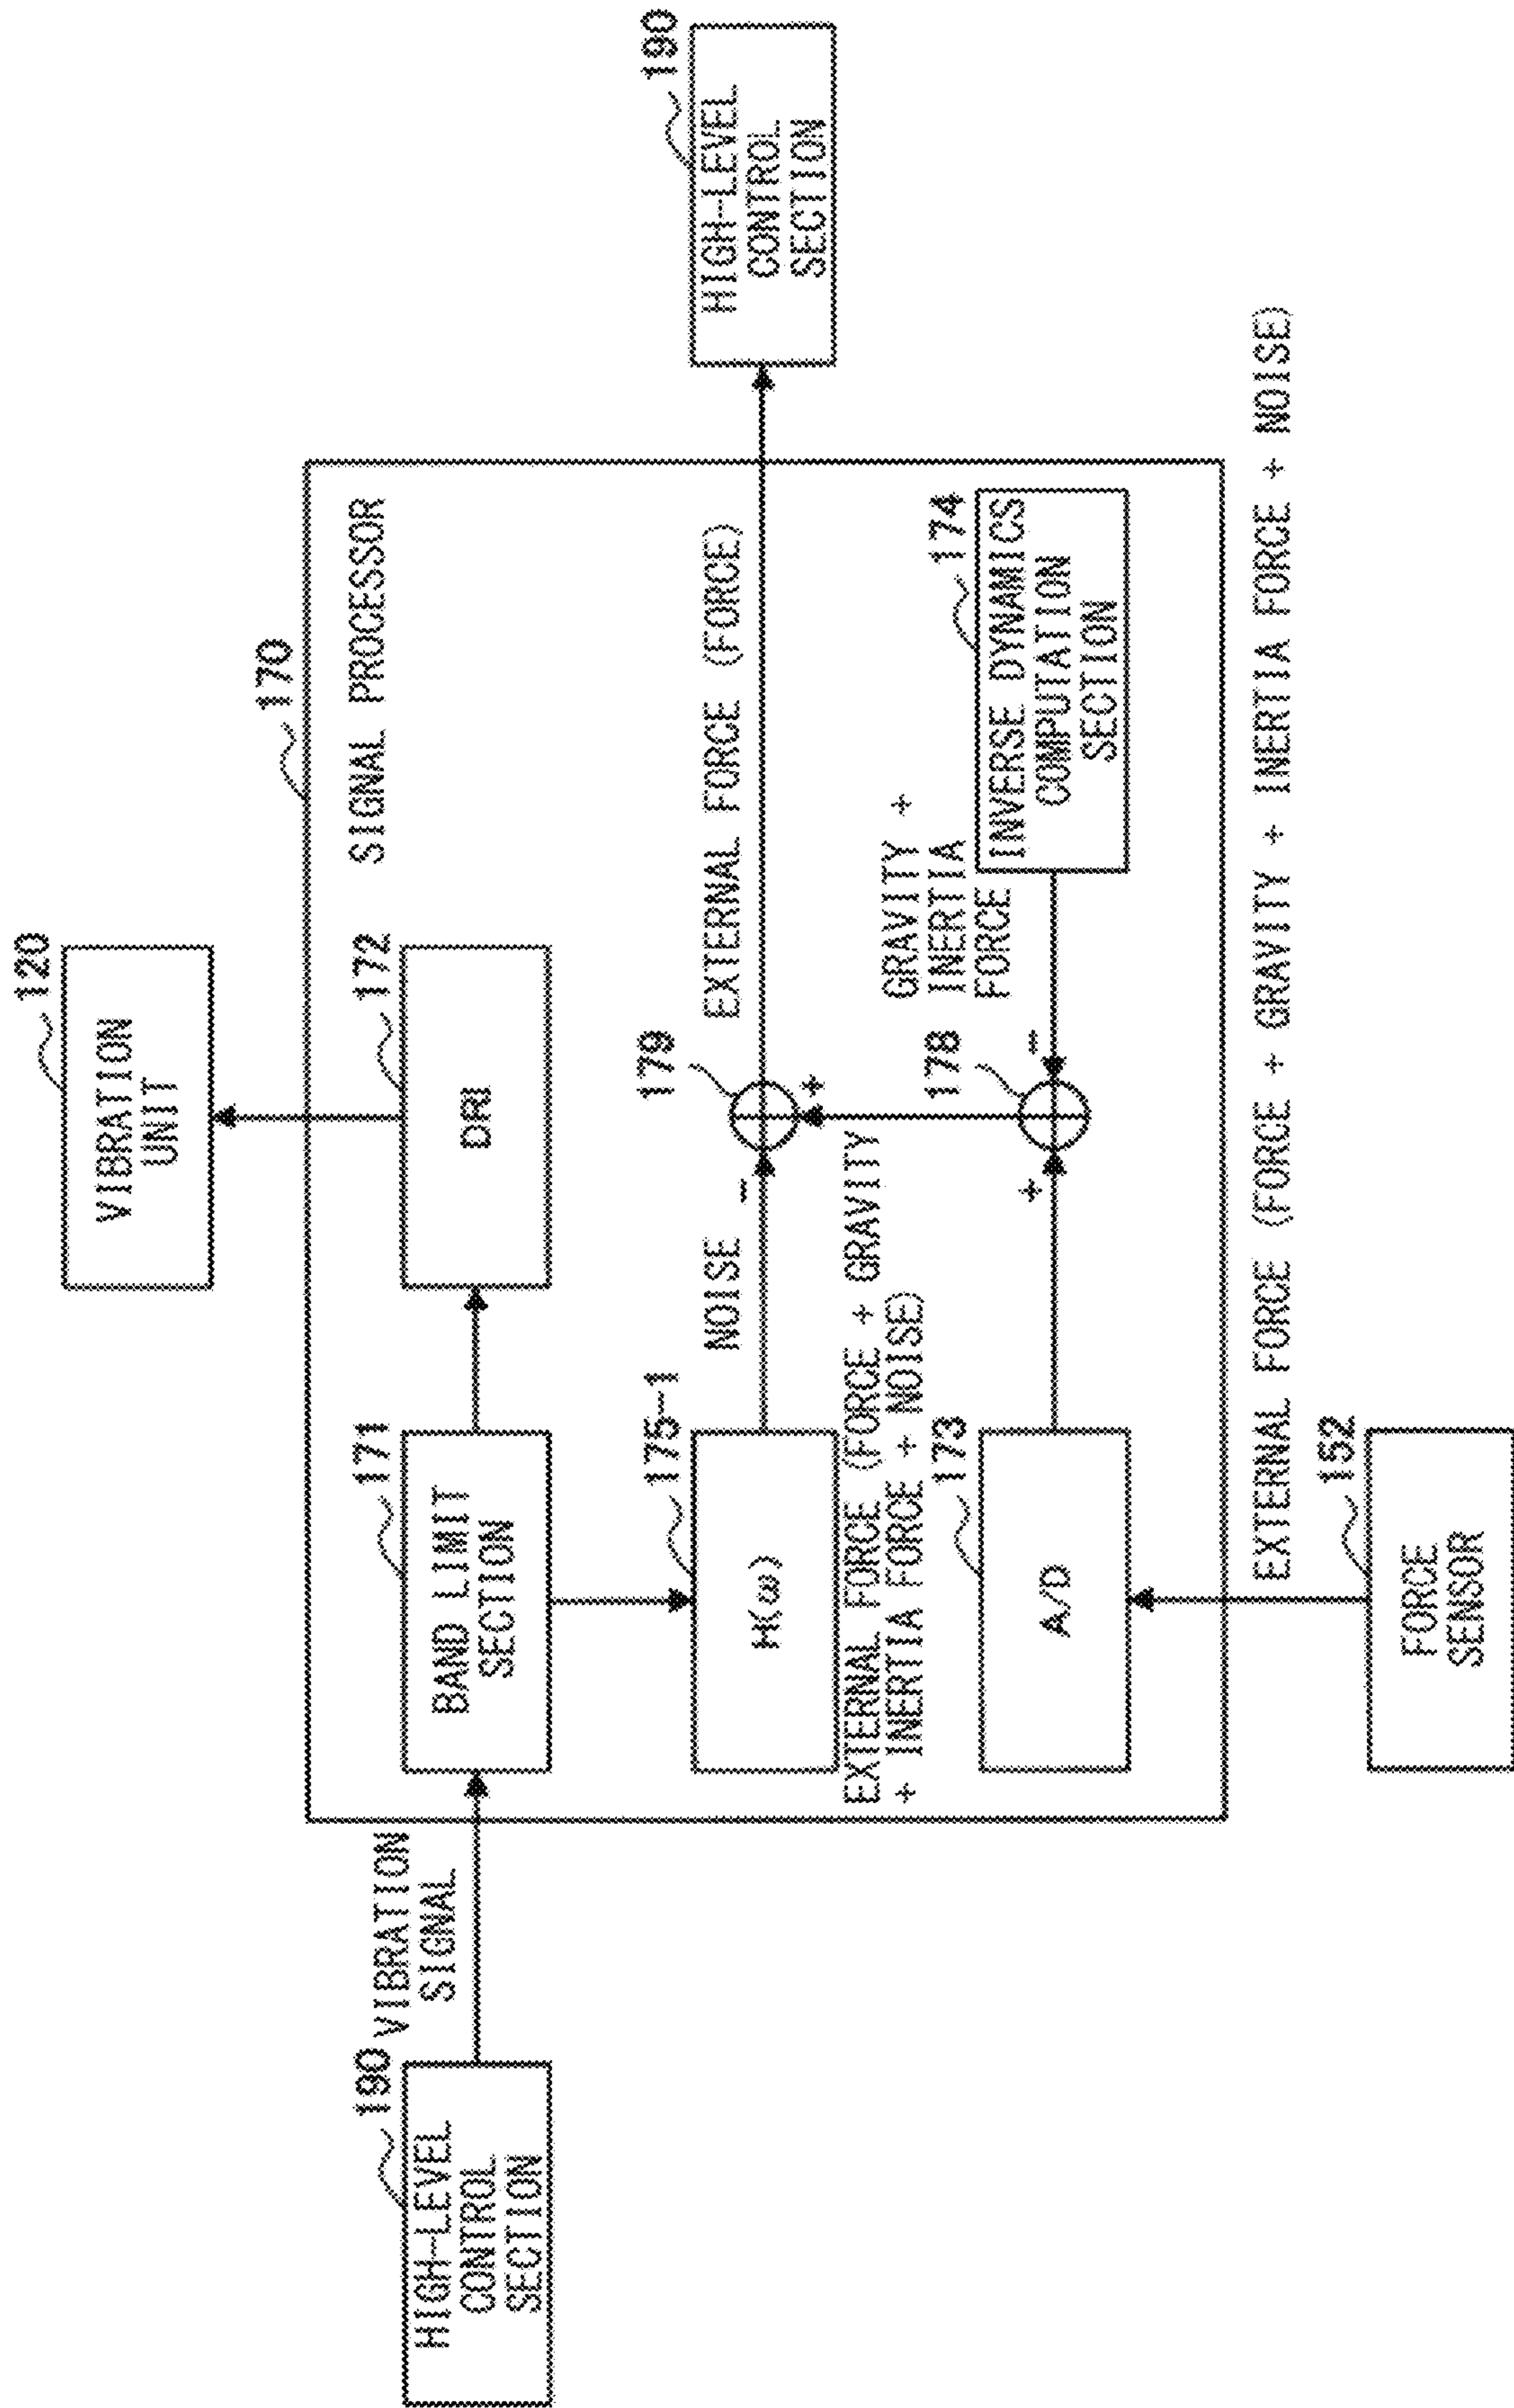 120
VIBRATION
UNIT
170
SIGNAL PROCESSOR
190
HIGH-LEVEL
CONTROL
SECTION
VIBRATION
SIGNAL
171
BAND LIMIT
SECTION
172
DRI
175-1
H(ω)
NOISE
-
179
+
EXTERNAL FORCE (FORCE)
190
HIGH-LEVEL
CONTROL
SECTION
EXTERNAL FORCE (FORCE + GRAVITY
+ INERTIA FORCE + NOISE)
173
A/D
+
178
-
GRAVITY +
INERTIA
FORCE
174
INVERSE DYNAMICS
COMPUTATION
SECTION
EXTERNAL FORCE (FORCE + GRAVITY + INERTIA FORCE + NOISE)
152
FORCE
SENSOR